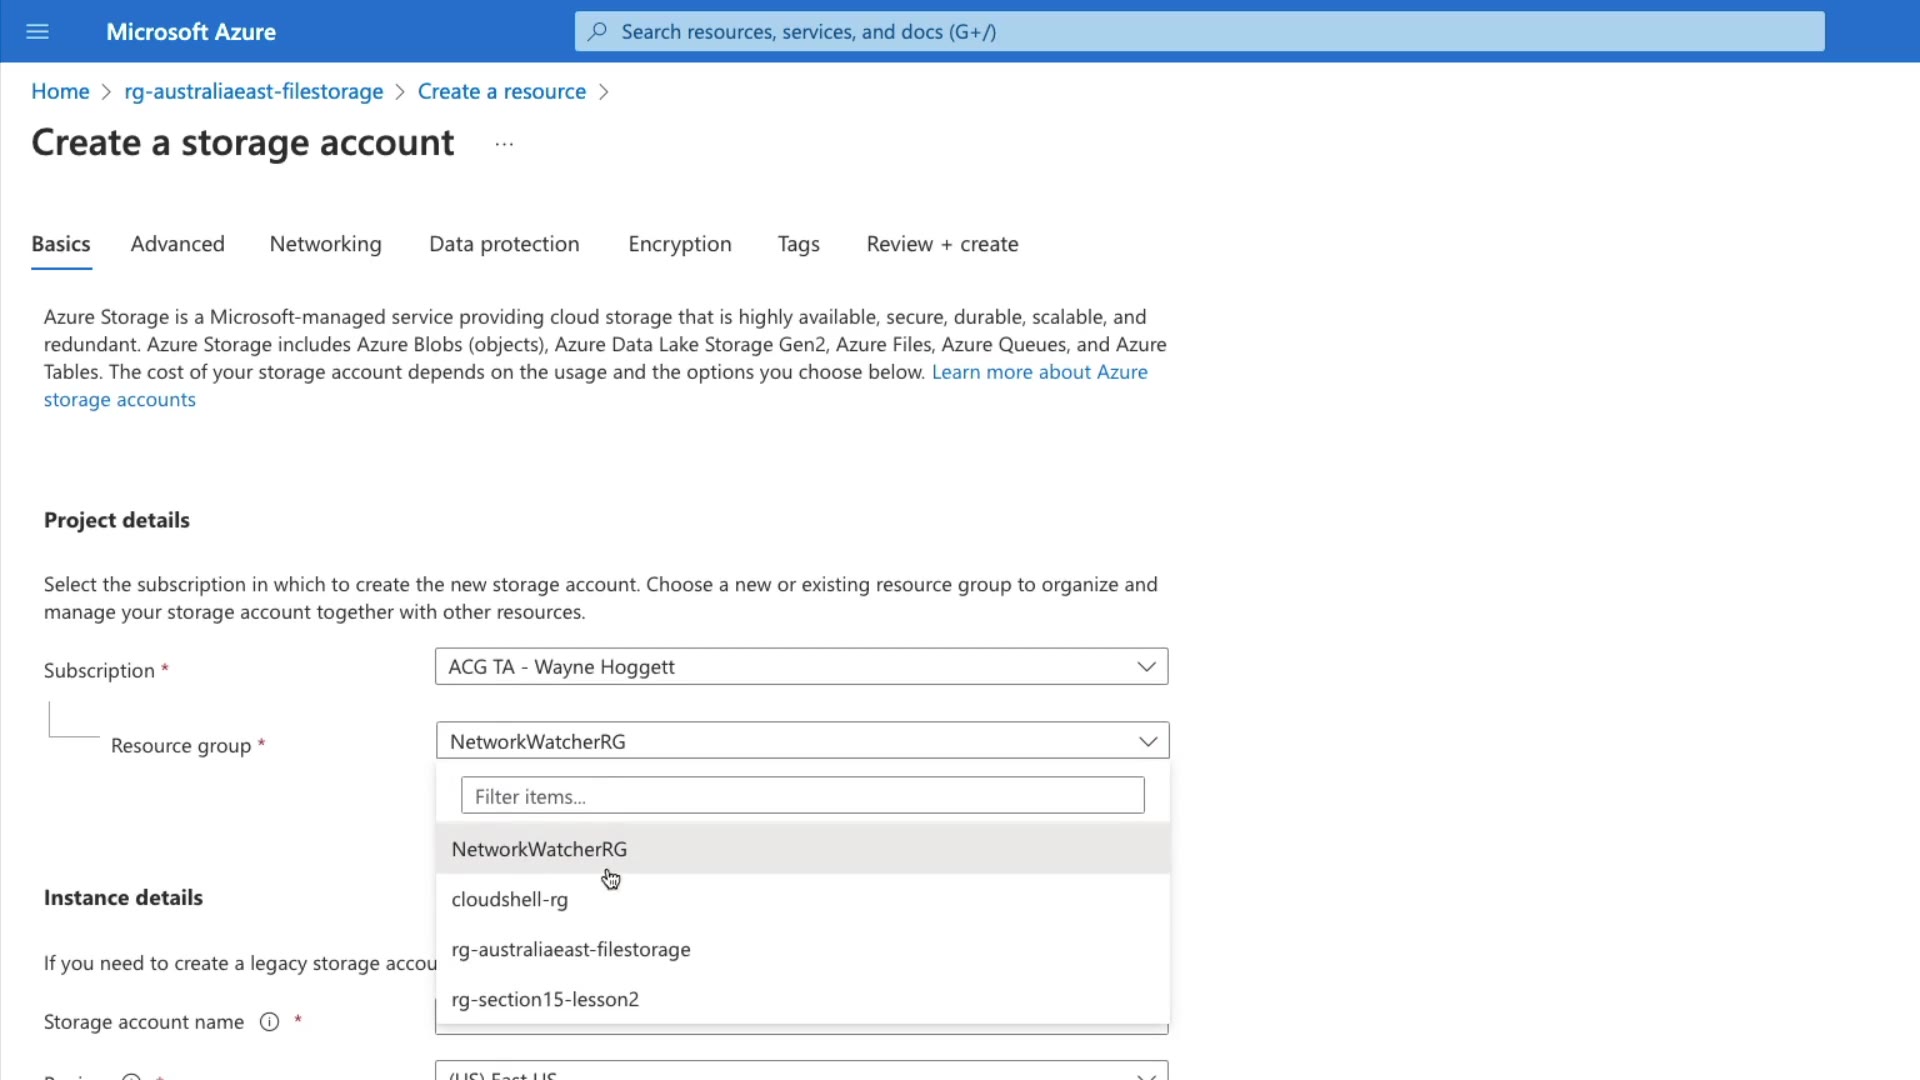 Microsoft Azure
Search resources, services, and docs (G+/)
Home > rg-australiaeast-filestorage > Create a resource >
Create a storage account ...
Basics Advanced Networking Data protection Encryption Tags Review + create
Azure Storage is a Microsoft-managed service providing cloud storage that is highly available, secure, durable, scalable, and
redundant. Azure Storage includes Azure Blobs (objects), Azure Data Lake Storage Gen2, Azure Files, Azure Queues, and Azure
Tables. The cost of your storage account depends on the usage and the options you choose below. Learn more about Azure
storage accounts
Project details
Select the subscription in which to create the new storage account. Choose a new or existing resource group to organize and
manage your storage account together with other resources.
Subscription *
ACG TA - Wayne Hoggett
Resource group *
NetworkWatcherRG
Filter items...
NetworkWatcherRG
cloudshell-rg
rg-australiaeast-filestorage
rg-section15-lesson2
Instance details
If you need to create a legacy storage accou
Storage account name *
(US) East US